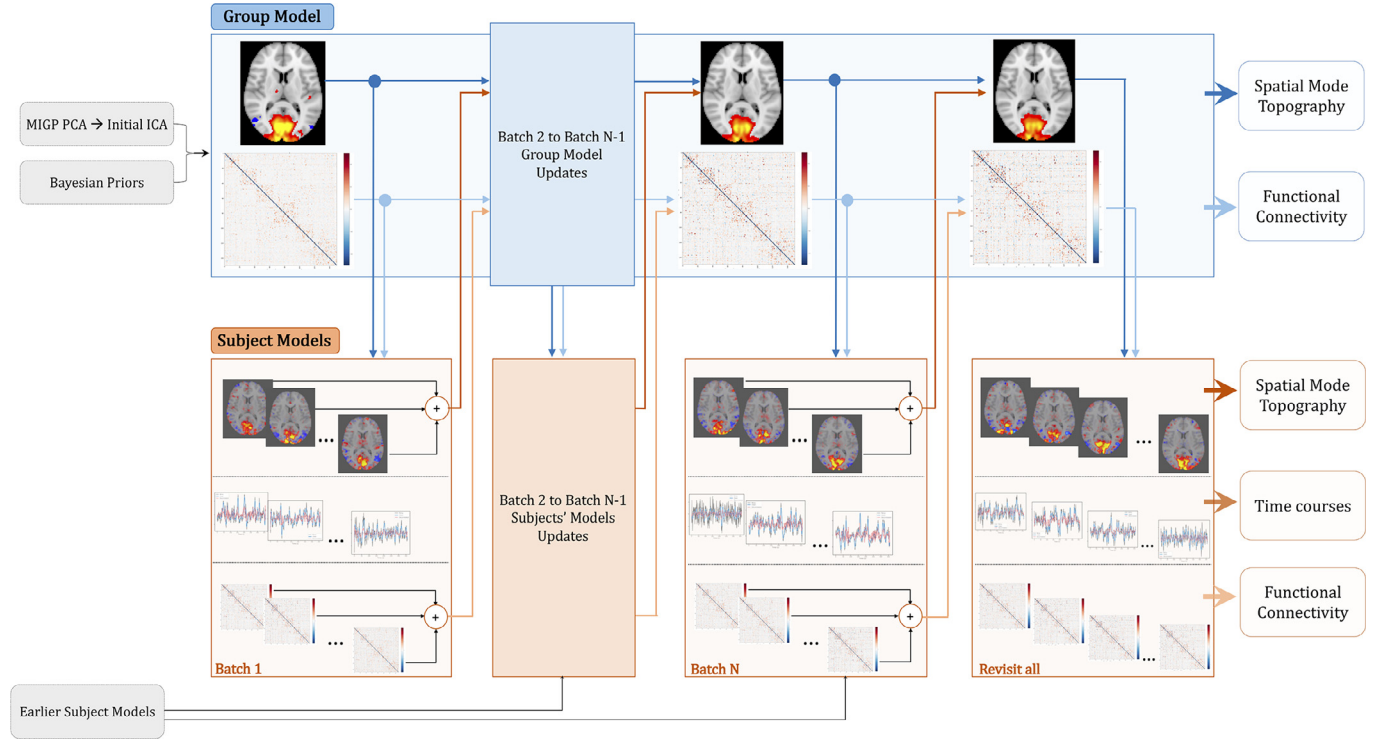 Group Model
MIGP PCA → Initial ICA
Bayesian Priors
Batch 2 to Batch N-1
Group Model
Updates
Spatial Mode
Topography
Functional
Connectivity
Subject Models
Batch 1
Batch 2 to Batch N-1
Subjects' Models
Updates
Batch N
Revisit all
Spatial Mode
Topography
Time courses
Functional
Connectivity
Earlier Subject Models